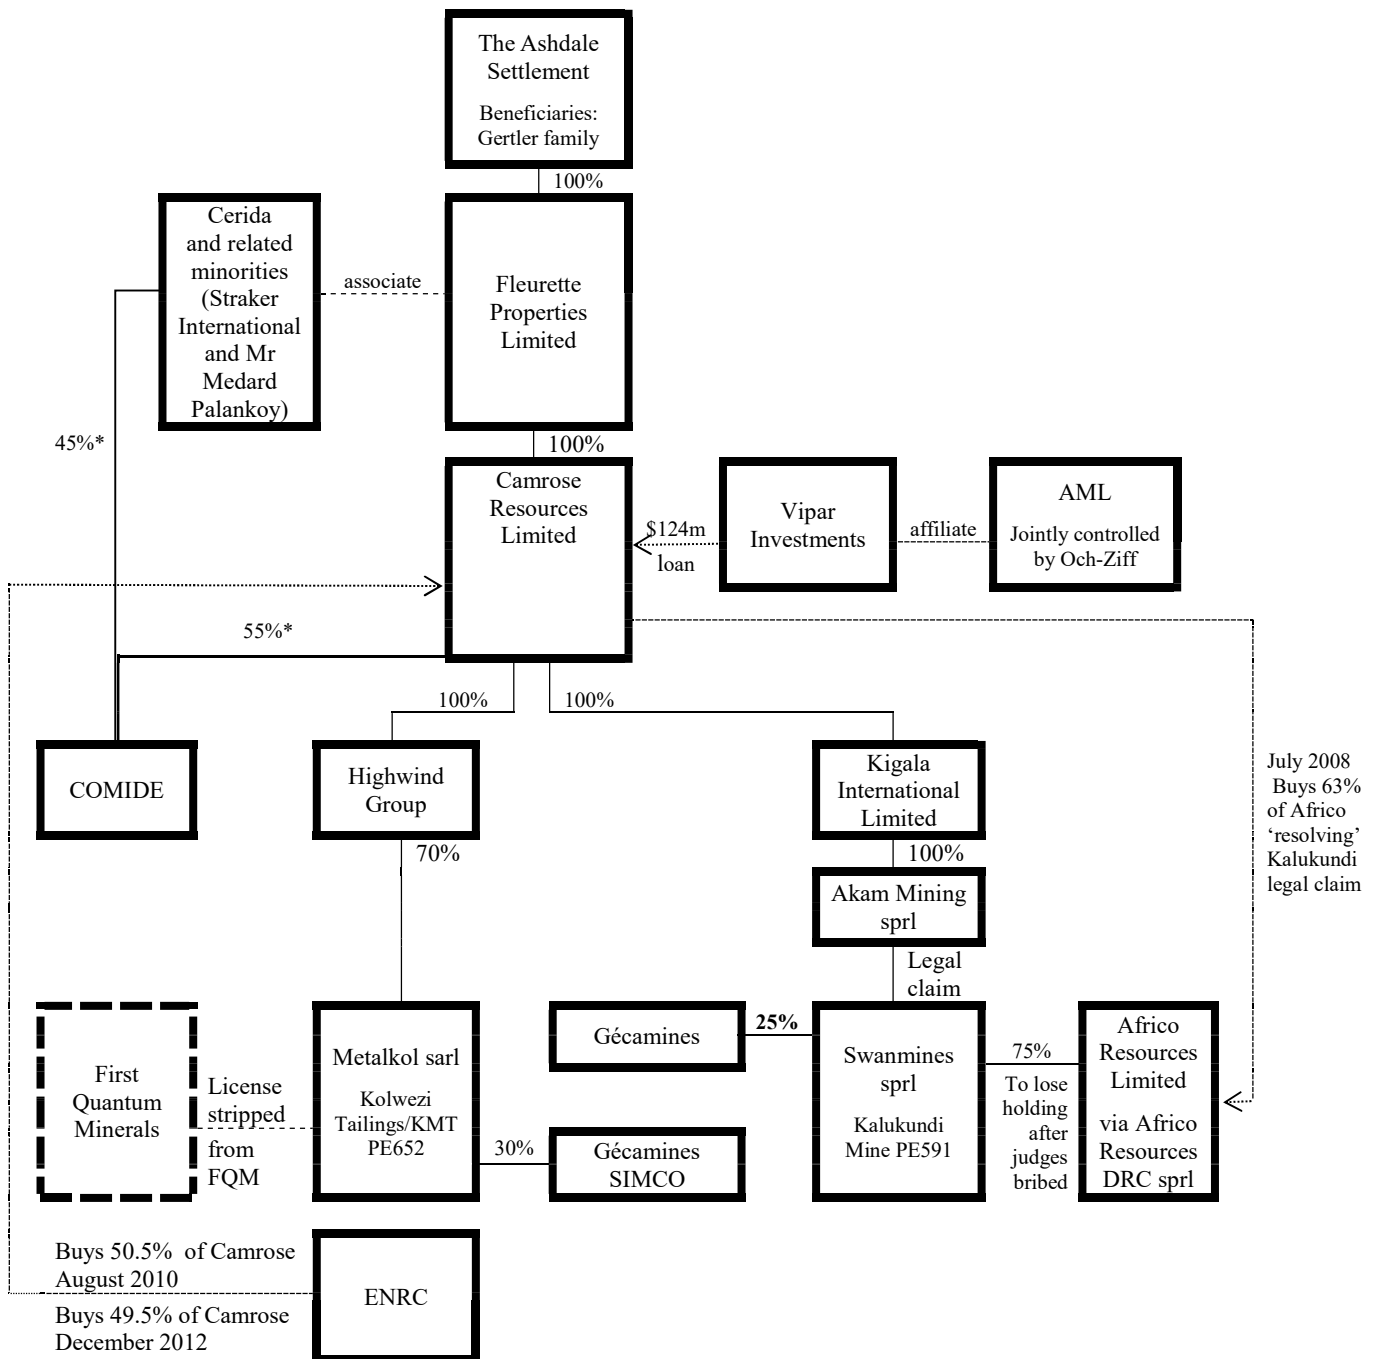 The Ashdale
Settlement
Beneficiaries:
Gertler family
100%
Cerida
and related
minorities
(Straker
International
and Mr
Medard
Palankoy)
associate
Fleurette
Properties
Limited
45%*
100%
Camrose
Resources
Limited
$124m
loan
Vipar
Investments
affiliate
AML
Jointly controlled
by Och-Ziff
55%*
100%
100%
COMIDE
Highwind
Group
Kigala
International
Limited
July 2008
Buys 63%
of Africo
‘resolving’
Kalukundi
legal claim
70%
100%
Akam Mining
sprl
Legal
claim
First
Quantum
Minerals
License
stripped
from
FQM
Metalkol sarl
Kolwezi
Tailings/KMT
PE652
30%
Gécamines
25%
Gécamines
SIMCO
Swanmines
sprl
Kalukundi
Mine PE591
75%
To lose
holding
after
judges
bribed
Africo
Resources
Limited
via Africo
Resources
DRC sprl
Buys 50.5% of Camrose
August 2010
Buys 49.5% of Camrose
December 2012
ENRC